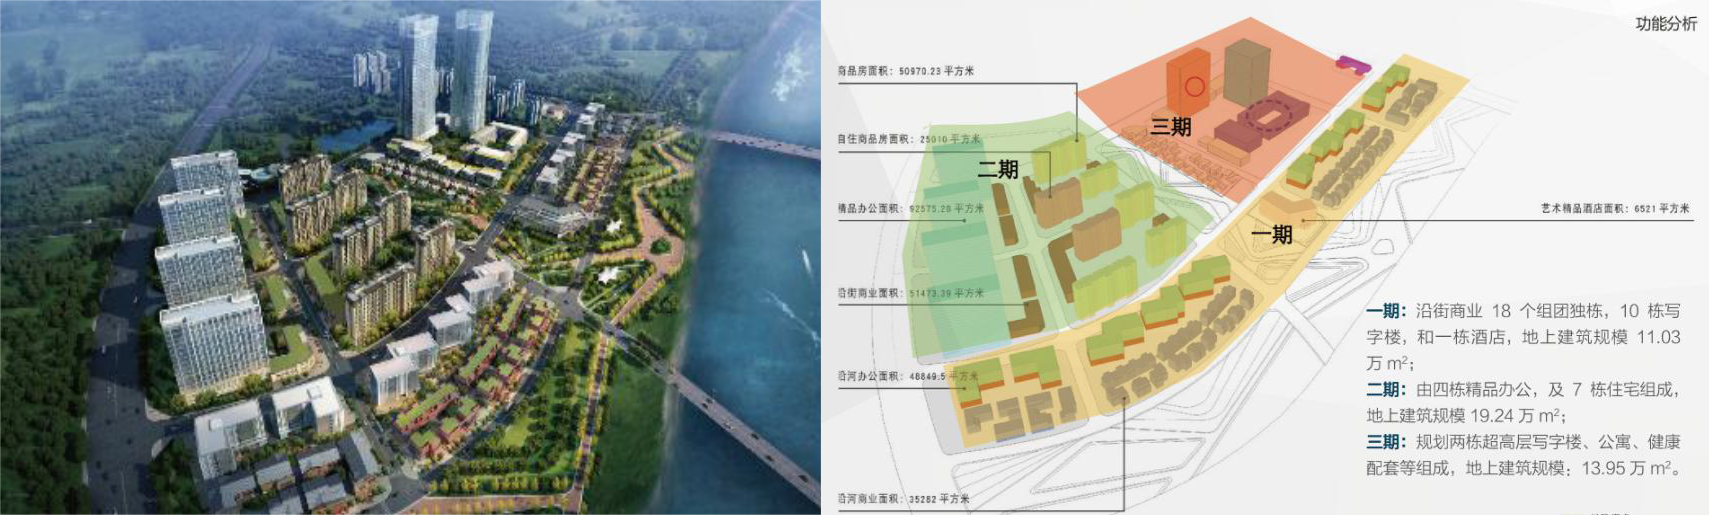 功能分析
商品房面积：50970.23 平方米
自住商品房面积：25010 平方米
精品办公面积：92575.28 平方米
沿街商业面积：51473.39 平方米
沿河办公面积：48849.5 平方米
沿河商业面积：35282 平方米
三期
二期
一期
艺术精品酒店面积：6521 平方米
一期：沿街商业 18 个组团独栋，10 栋写
字楼，和一栋酒店，地上建筑规模 11.03
万 m²；
二期：由四栋精品办公，及 7 栋住宅组成，
地上建筑规模 19.24 万 m²；
三期：规划两栋超高层写字楼、公寓、健康
配套等组成，地上建筑规模：13.95 万 m²。